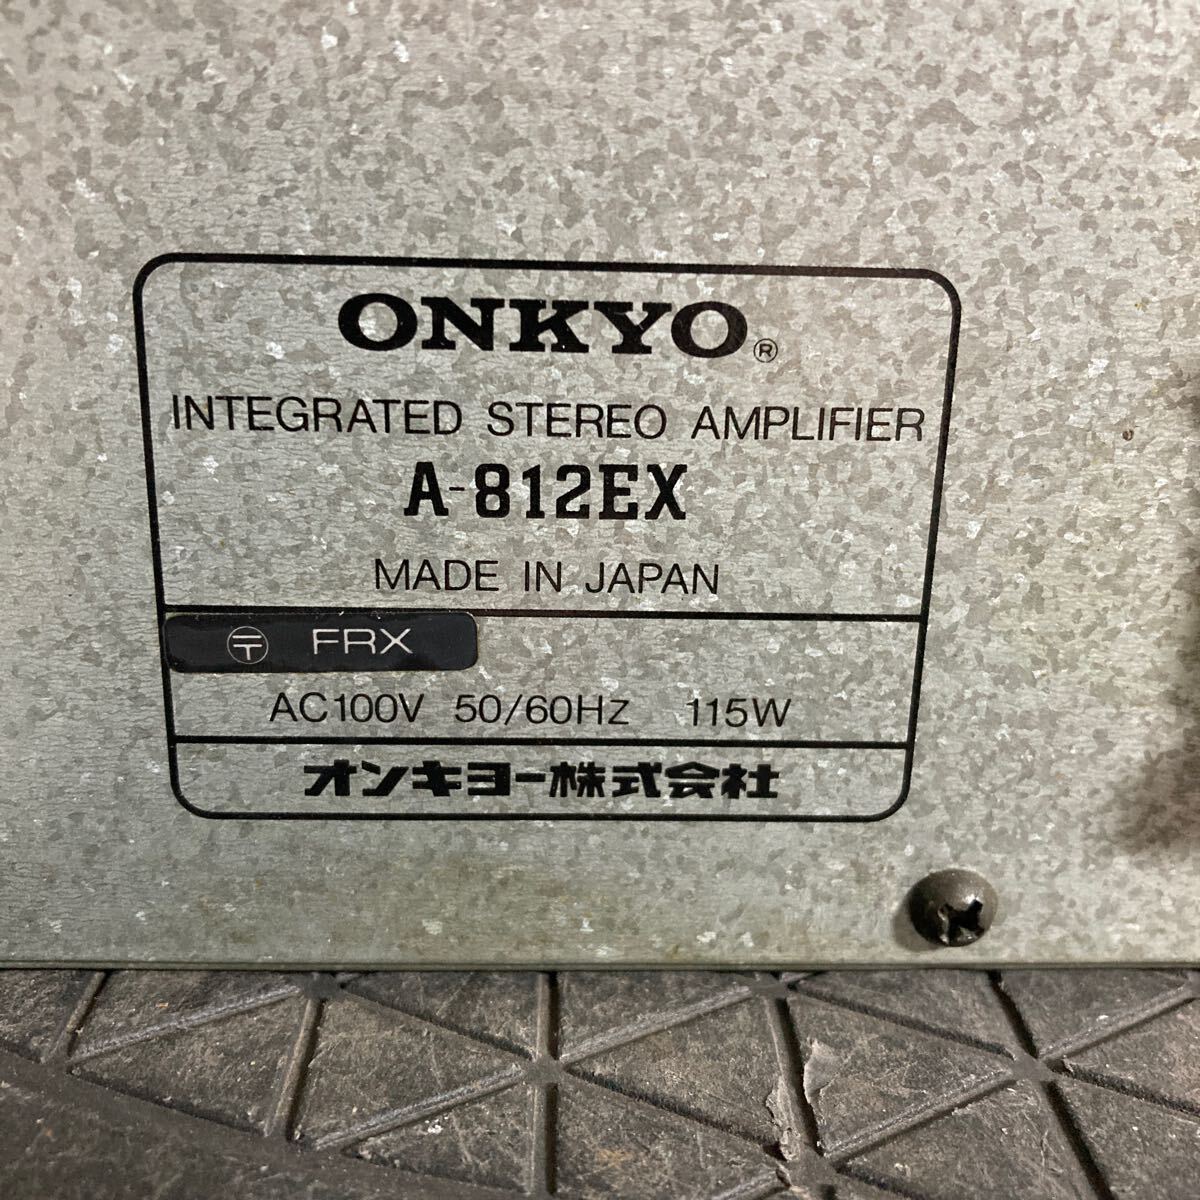 ONKYO®
INTEGRATED STEREO AMPLIFIER
A-812EX
MADE IN JAPAN
〶 FRX
AC100V 50/60Hz 115W
オンキヨー株式会社